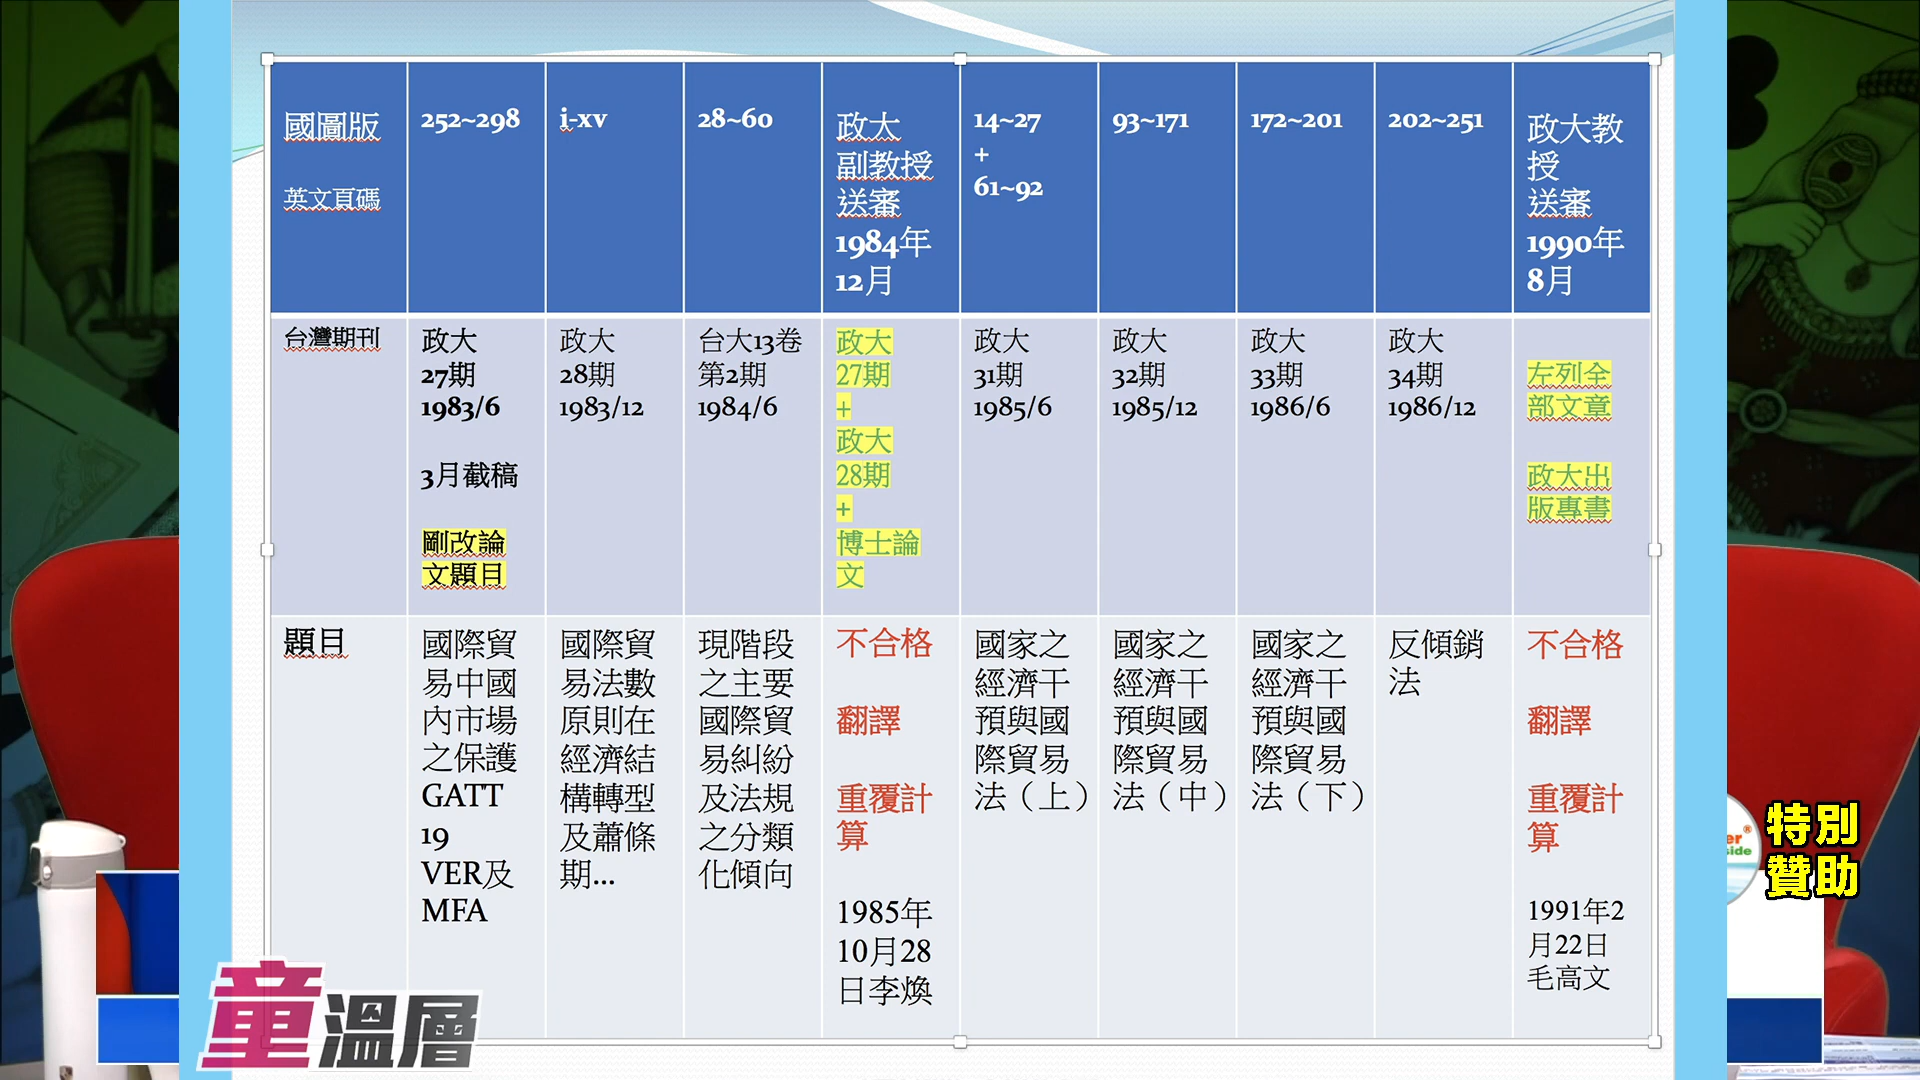 國圖版
英文頁碼
252~298
i-xv
28~60
政大
副教授
送審
1984年
12月
14~27
+
61~92
93~171
172~201
202~251
政大教
授
送審
1990年
8月
台灣期刊
政大
27期
1983/6
3月截稿
剛改論
文題目
政大
28期
1983/12
台大13卷
第2期
1984/6
政大
27期
+
政大
28期
+
博士論
文
政大
31期
1985/6
政大
32期
1985/12
政大
33期
1986/6
政大
34期
1986/12
左列全
部文章
政大出
版專書
題目
國際貿
易中國
內市場
之保護
GATT
19
VER及
MFA
國際貿
易法數
原則在
經濟結
構轉型
及蕭條
期...
現階段
之主要
國際貿
易糾紛
及法規
之分類
化傾向
不合格
翻譯
重覆計
算
1985年
10月28
日李煥
國家之
經濟干
預與國
際貿易
法（上）
國家之
經濟干
預與國
際貿易
法（中）
國家之
經濟干
預與國
際貿易
法（下）
反傾銷
法
不合格
翻譯
重覆計
算
1991年2
月22日
毛高文
特別
贊助
童溫層